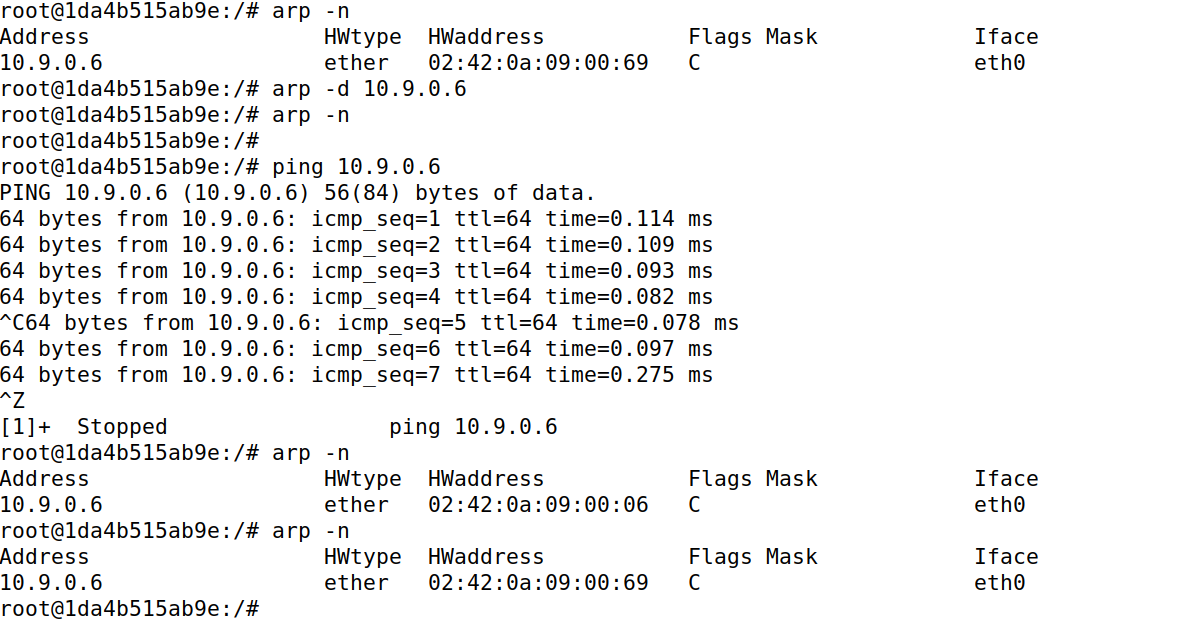 root@1da4b515ab9e:/# arp -n
Address                  HWtype  HWaddress           Flags Mask            Iface
10.9.0.6                 ether   02:42:0a:09:00:69   C                     eth0
root@1da4b515ab9e:/# arp -d 10.9.0.6
root@1da4b515ab9e:/# arp -n
root@1da4b515ab9e:/#
root@1da4b515ab9e:/# ping 10.9.0.6
PING 10.9.0.6 (10.9.0.6) 56(84) bytes of data.
64 bytes from 10.9.0.6: icmp_seq=1 ttl=64 time=0.114 ms
64 bytes from 10.9.0.6: icmp_seq=2 ttl=64 time=0.109 ms
64 bytes from 10.9.0.6: icmp_seq=3 ttl=64 time=0.093 ms
64 bytes from 10.9.0.6: icmp_seq=4 ttl=64 time=0.082 ms
^C64 bytes from 10.9.0.6: icmp_seq=5 ttl=64 time=0.078 ms
64 bytes from 10.9.0.6: icmp_seq=6 ttl=64 time=0.097 ms
64 bytes from 10.9.0.6: icmp_seq=7 ttl=64 time=0.275 ms
^Z
[1]+  Stopped                 ping 10.9.0.6
root@1da4b515ab9e:/# arp -n
Address                  HWtype  HWaddress           Flags Mask            Iface
10.9.0.6                 ether   02:42:0a:09:00:06   C                     eth0
root@1da4b515ab9e:/# arp -n
Address                  HWtype  HWaddress           Flags Mask            Iface
10.9.0.6                 ether   02:42:0a:09:00:69   C                     eth0
root@1da4b515ab9e:/#